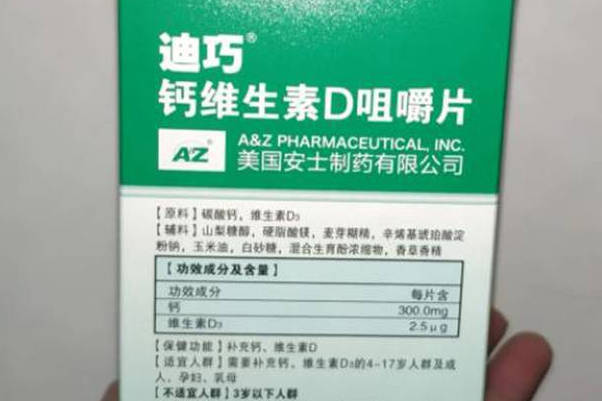 迪巧®
钙维生素D咀嚼片
A&Z
A&Z PHARMACEUTICAL, INC.
美国安士制药有限公司
【原料】碳酸钙，维生素D₃
【辅料】山梨糖醇，硬脂酸镁，麦芽糊精，辛烯基琥珀酸淀
粉钠，玉米油，白砂糖，混合生育酚浓缩物，香草香精
【功效成分及含量】
功效成分 每片含
钙 300.0mg
维生素D₃ 2.5μg
【保健功能】补充钙、维生素D
【适宜人群】需要补充钙、维生素D₃的4-17岁人群及成
人、孕妇、乳母
【不适宜人群】3岁以下人群